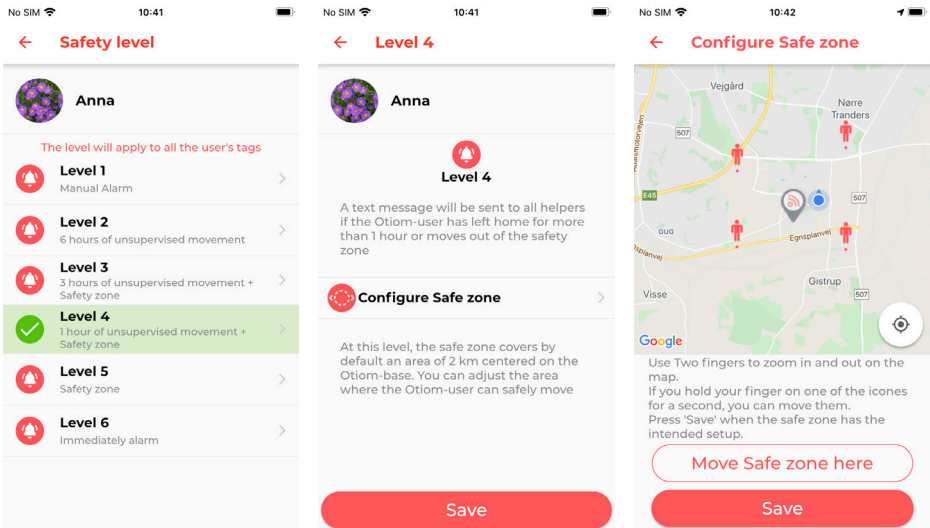 No SIM 10:41
Safety level
Anna
The level will apply to all the user's tags
Level 1
Manual Alarm
Level 2
6 hours of unsupervised movement
Level 3
3 hours of unsupervised movement +
Safety zone
Level 4
1 hour of unsupervised movement +
Safety zone
Level 5
Safety zone
Level 6
Immediately alarm
No SIM 10:41
Level 4
Anna
Level 4
A text message will be sent to all helpers
if the Otiom-user has left home for more
than 1 hour or moves out of the safety
zone
Configure Safe zone
At this level, the safe zone covers by
default an area of 2 km centered on the
Otiom-base. You can adjust the area
where the Otiom-user can safely move
Save
No SIM 10:42
Configure Safe zone
Vejgård
Nørre
Tranders
507
E45
507
GUG
Egnsplanvej
Gistrup
507
Visse
Google
Use Two fingers to zoom in and out on the
map.
If you hold your finger on one of the icones
for a second, you can move them.
Press 'Save' when the safe zone has the
intended setup.
Move Safe zone here
Save